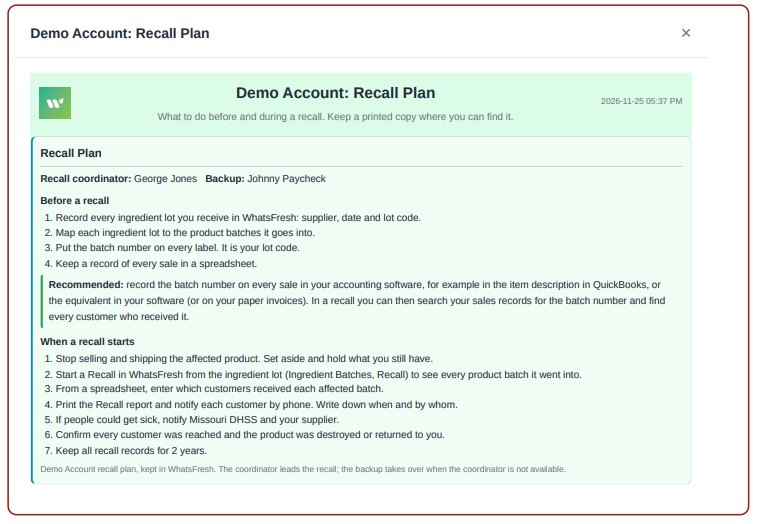 Demo Account: Recall Plan
×
Demo Account: Recall Plan
2026-11-25 05:37 PM
What to do before and during a recall. Keep a printed copy where you can find it.
Recall Plan
Recall coordinator: George Jones Backup: Johnny Paycheck
Before a recall
1. Record every ingredient lot you receive in WhatsFresh: supplier, date and lot code.
2. Map each ingredient lot to the product batches it goes into.
3. Put the batch number on every label. It is your lot code.
4. Keep a record of every sale in a spreadsheet.
Recommended: record the batch number on every sale in your accounting software, for example in the item description in QuickBooks, or
the equivalent in your software (or on your paper invoices). In a recall you can then search your sales records for the batch number and find
every customer who received it.
When a recall starts
1. Stop selling and shipping the affected product. Set aside and hold what you still have.
2. Start a Recall in WhatsFresh from the ingredient lot (Ingredient Batches, Recall) to see every product batch it went into.
3. From a spreadsheet, enter which customers received each affected batch.
4. Print the Recall report and notify each customer by phone. Write down when and by whom.
5. If people could get sick, notify Missouri DHSS and your supplier.
6. Confirm every customer was reached and the product was destroyed or returned to you.
7. Keep all recall records for 2 years.
Demo Account recall plan, kept in WhatsFresh. The coordinator leads the recall; the backup takes over when the coordinator is not available.